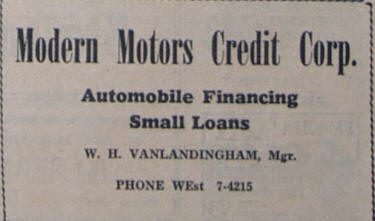 Modern Motors Credit Corp.
Automobile Financing
Small Loans
W. H. VANLANDINGHAM, Mgr.
PHONE WEst 7-4215